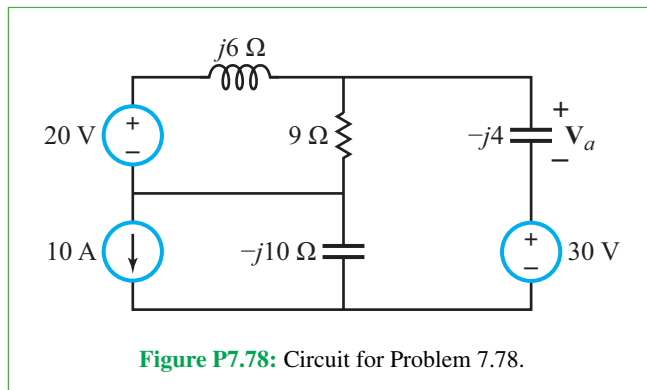 j6 Ω
20 V
+
−
9 Ω
−j4
+
V_a
−
10 A
−j10 Ω
+
−
30 V
Figure P7.78: Circuit for Problem 7.78.